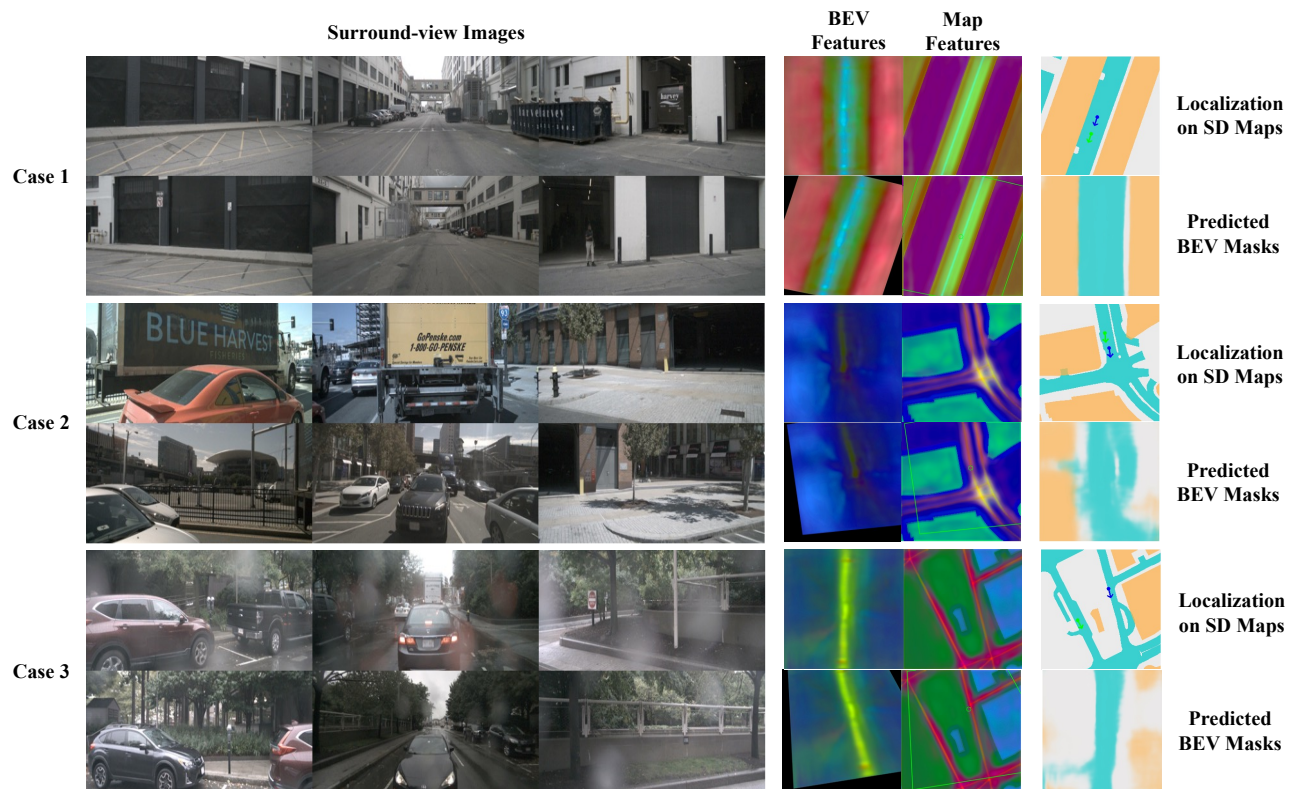 Surround-view Images
BEV
Features
Map
Features
Case 1
Localization
on SD Maps
Predicted
BEV Masks
Case 2
BLUE HARVEST
FISHERIES
GoPenske.com
1-800-GO-PENSKE
Localization
on SD Maps
Predicted
BEV Masks
Case 3
Localization
on SD Maps
Predicted
BEV Masks